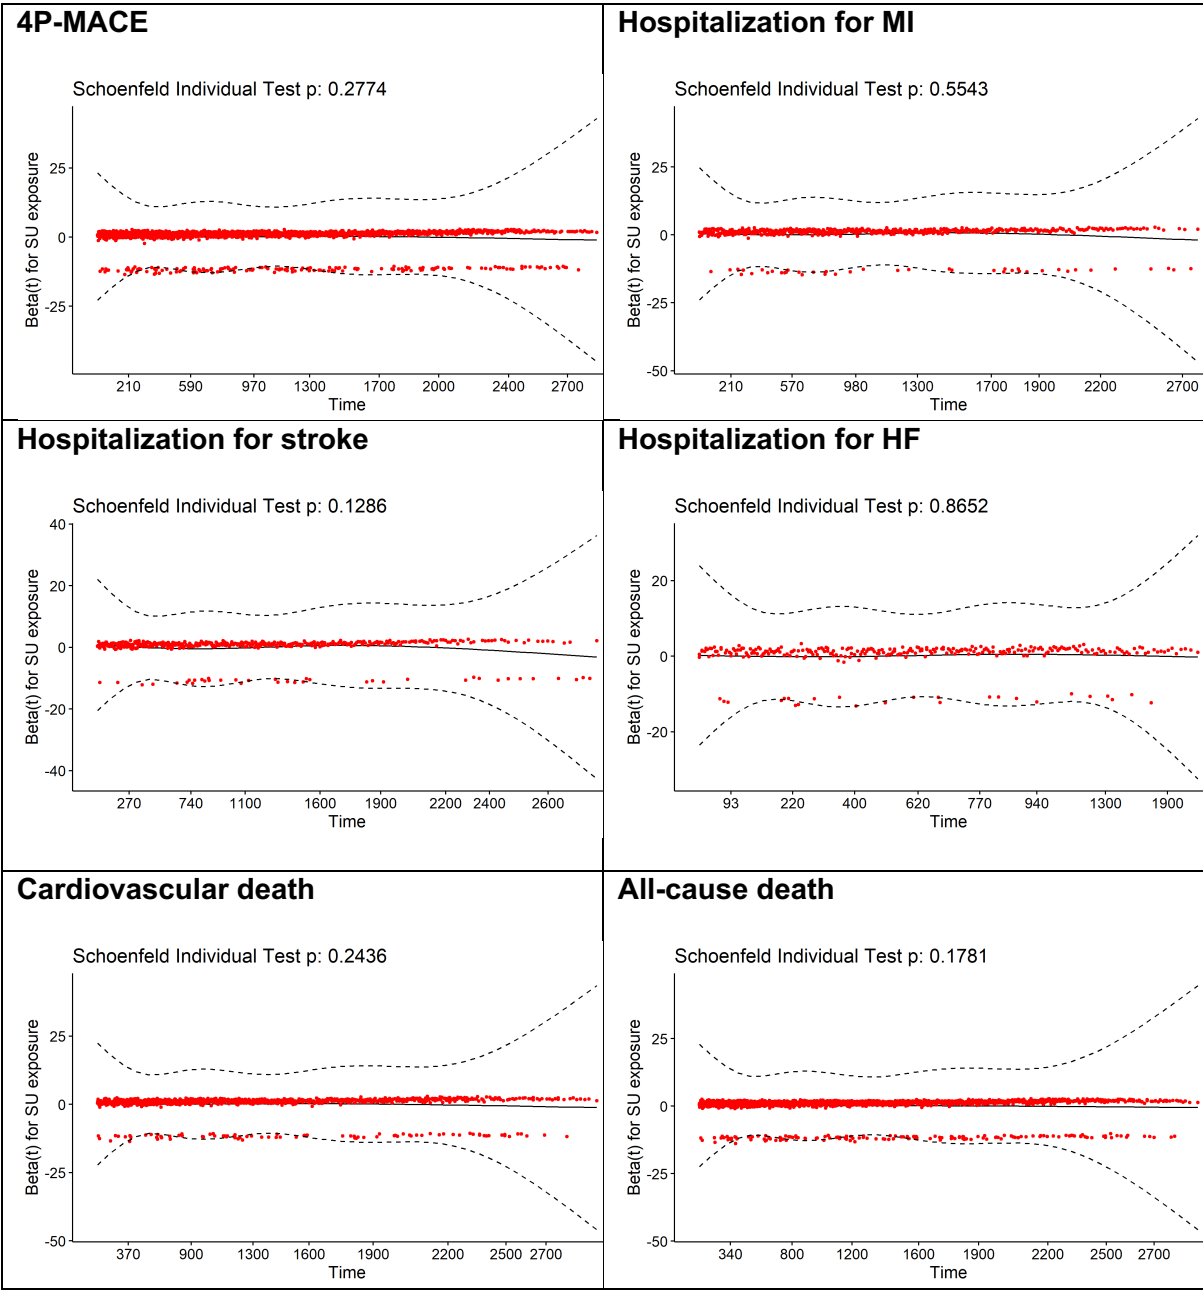 4P-MACE
Schoenfeld Individual Test p: 0.2774
Beta(t) for SU exposure
25
0
-25
210 590 970 1300 1700 2000 2400 2700
Time
Hospitalization for MI
Schoenfeld Individual Test p: 0.5543
Beta(t) for SU exposure
25
0
-25
-50
210 570 980 1300 1700 1900 2200 2700
Time
Hospitalization for stroke
Schoenfeld Individual Test p: 0.1286
Beta(t) for SU exposure
40
20
0
-20
-40
270 740 1100 1600 1900 2200 2400 2600
Time
Hospitalization for HF
Schoenfeld Individual Test p: 0.8652
Beta(t) for SU exposure
20
0
-20
93 220 400 620 770 940 1300 1900
Time
Cardiovascular death
Schoenfeld Individual Test p: 0.2436
Beta(t) for SU exposure
25
0
-25
-50
370 900 1300 1600 1900 2200 2500 2700
Time
All-cause death
Schoenfeld Individual Test p: 0.1781
Beta(t) for SU exposure
25
0
-25
-50
340 800 1200 1600 1900 2200 2500 2700
Time